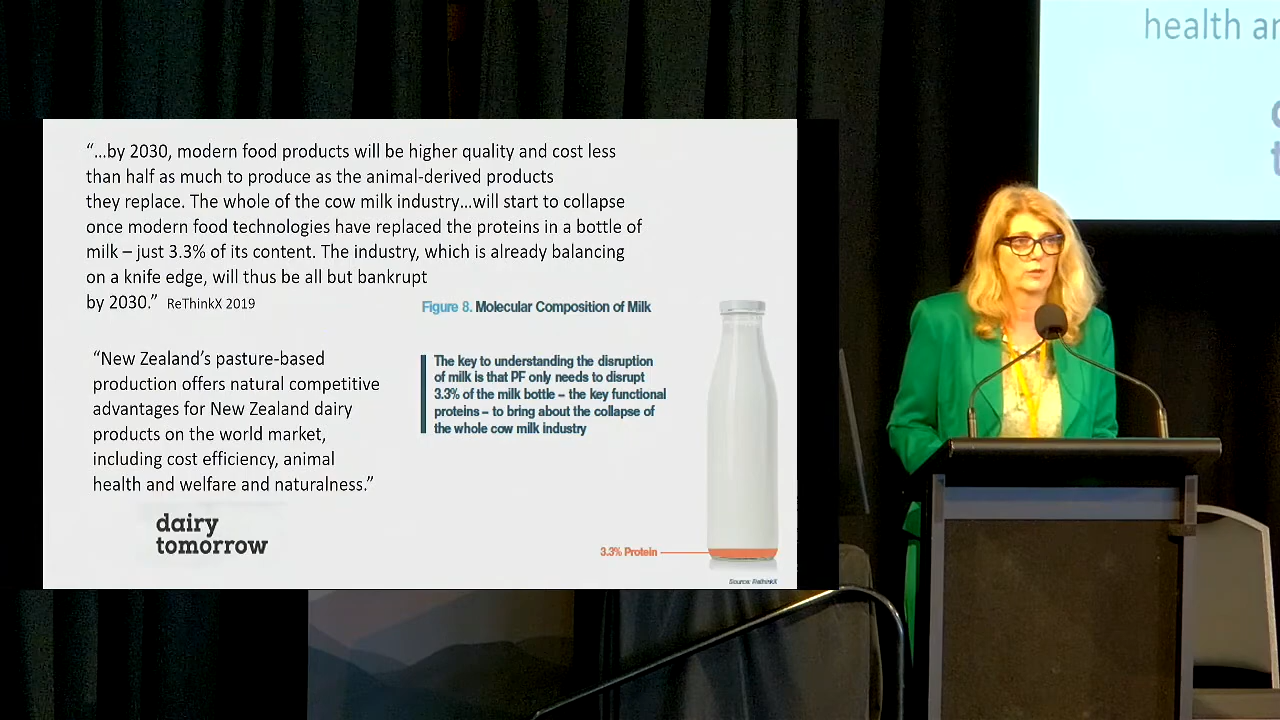 “...by 2030, modern food products will be higher quality and cost less
than half as much to produce as the animal-derived products
they replace. The whole of the cow milk industry...will start to collapse
once modern food technologies have replaced the proteins in a bottle of
milk – just 3.3% of its content. The industry, which is already balancing
on a knife edge, will thus be all but bankrupt
by 2030.” ReThinkX 2019
Figure 8. Molecular Composition of Milk
The key to understanding the disruption
of milk is that PF only needs to disrupt
3.3% of the milk bottle – the key functional
proteins – to bring about the collapse of
the whole cow milk industry
“New Zealand’s pasture-based
production offers natural competitive
advantages for New Zealand dairy
products on the world market,
including cost efficiency, animal
health and welfare and naturalness.”
dairy
tomorrow
3.3% Protein
Source: RethinkX
health